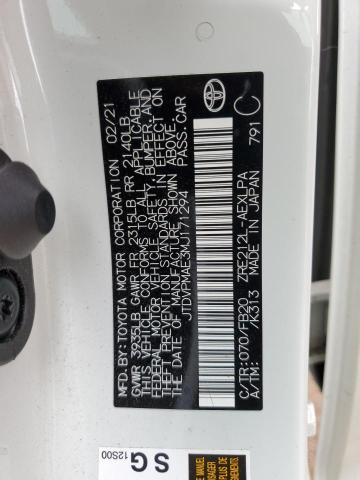 MFD.BY:TOYOTA MOTOR CORPORATION 02/21
GVWR 3935LB GAWR FR 2315LB RR 2140LB
THIS VEHICLE CONFORMS TO ALL APPLICABLE
FEDERAL MOTOR VEHICLE SAFETY,BUMPER,AND
THEFT PREVENTION STANDARDS IN EFFECT ON
THE DATE OF MANUFACTURE SHOWN ABOVE.
JTDVPMAE3MJ171294 PASS.CAR
C/TR:070/FB20 ZRE212L-AEXLPA
A/TM: /K313 MADE IN JAPAN 791
C
SG
12S00